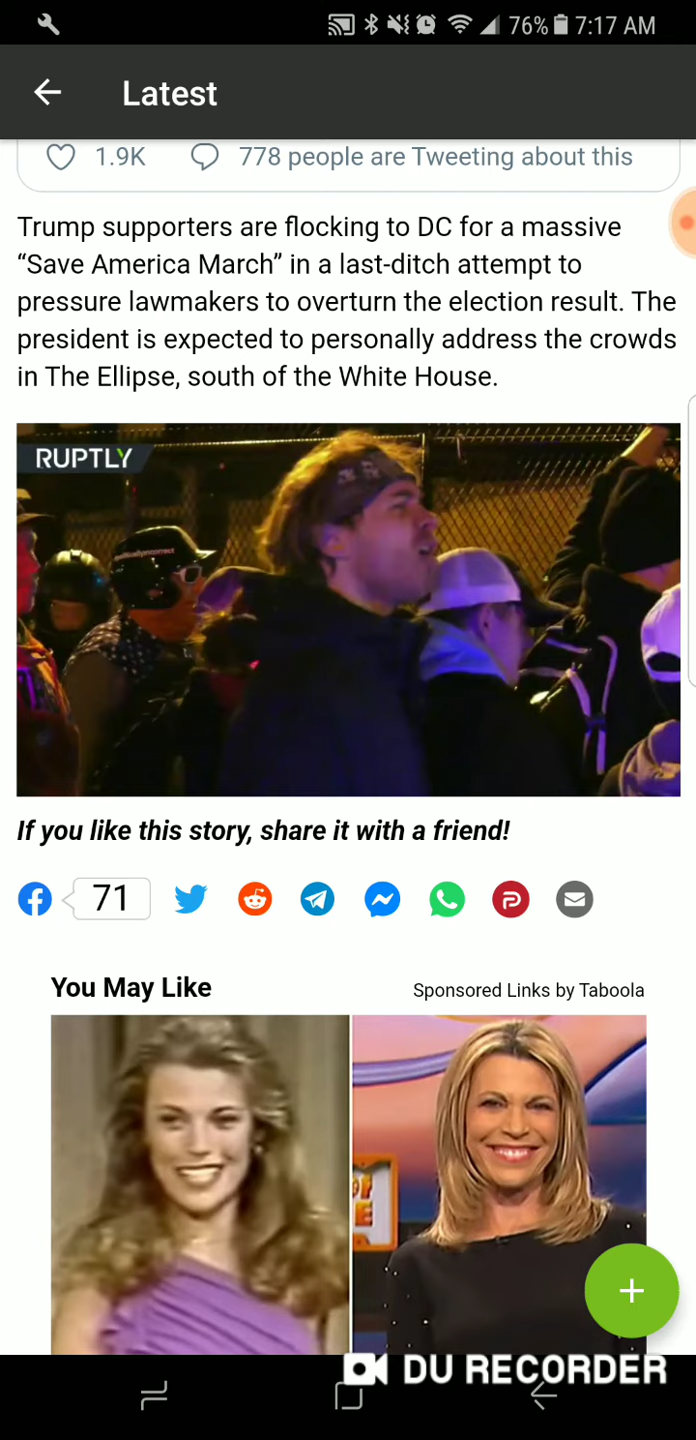 76% 7:17 AM
Latest
1.9K 778 people are Tweeting about this
Trump supporters are flocking to DC for a massive
“Save America March” in a last-ditch attempt to
pressure lawmakers to overturn the election result. The
president is expected to personally address the crowds
in The Ellipse, south of the White House.
RUPTLY
If you like this story, share it with a friend!
71
You May Like
Sponsored Links by Taboola
DU RECORDER